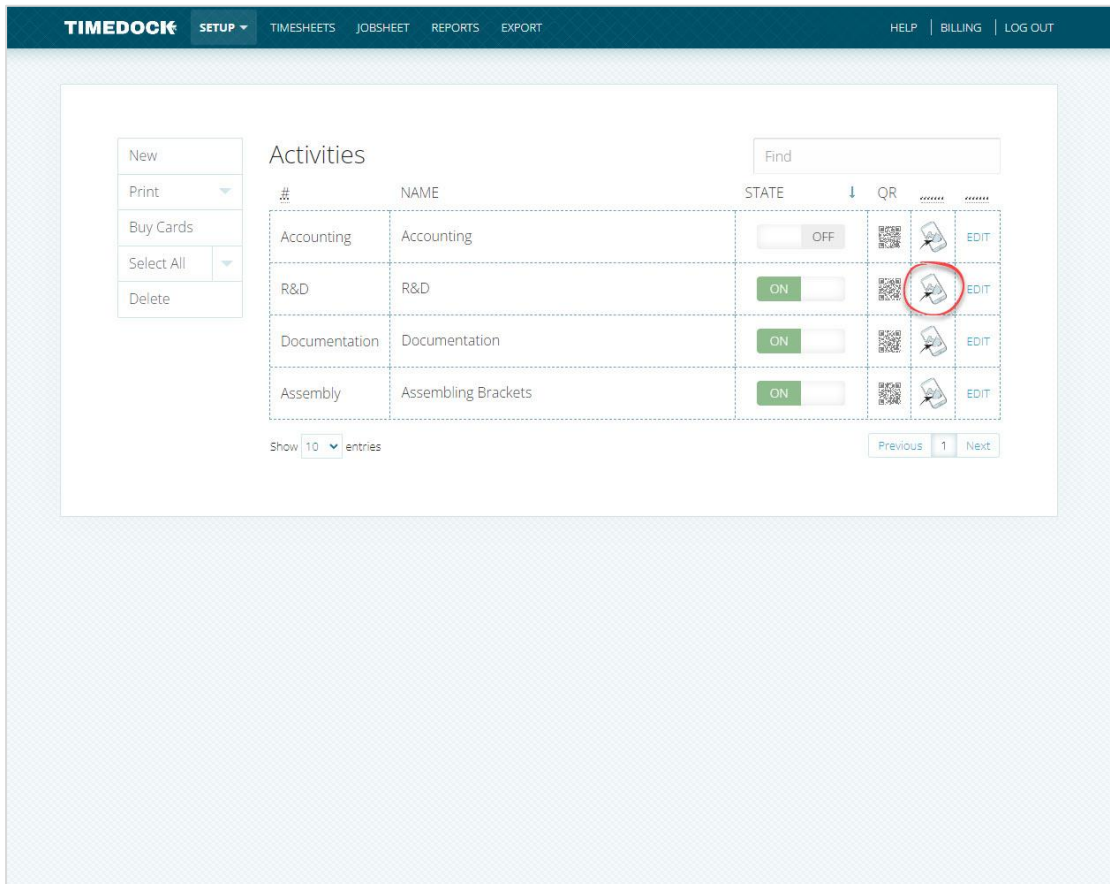 TIMEDOCK SETUP TIMESHEETS JOBSHEET REPORTS EXPORT HELP BILLING LOG OUT
New
Print
Buy Cards
Select All
Delete
Activities
Find
# NAME STATE ↓ QR
Accounting Accounting OFF EDIT
R&D R&D ON EDIT
Documentation Documentation ON EDIT
Assembly Assembling Brackets ON EDIT
Show 10 entries
Previous 1 Next